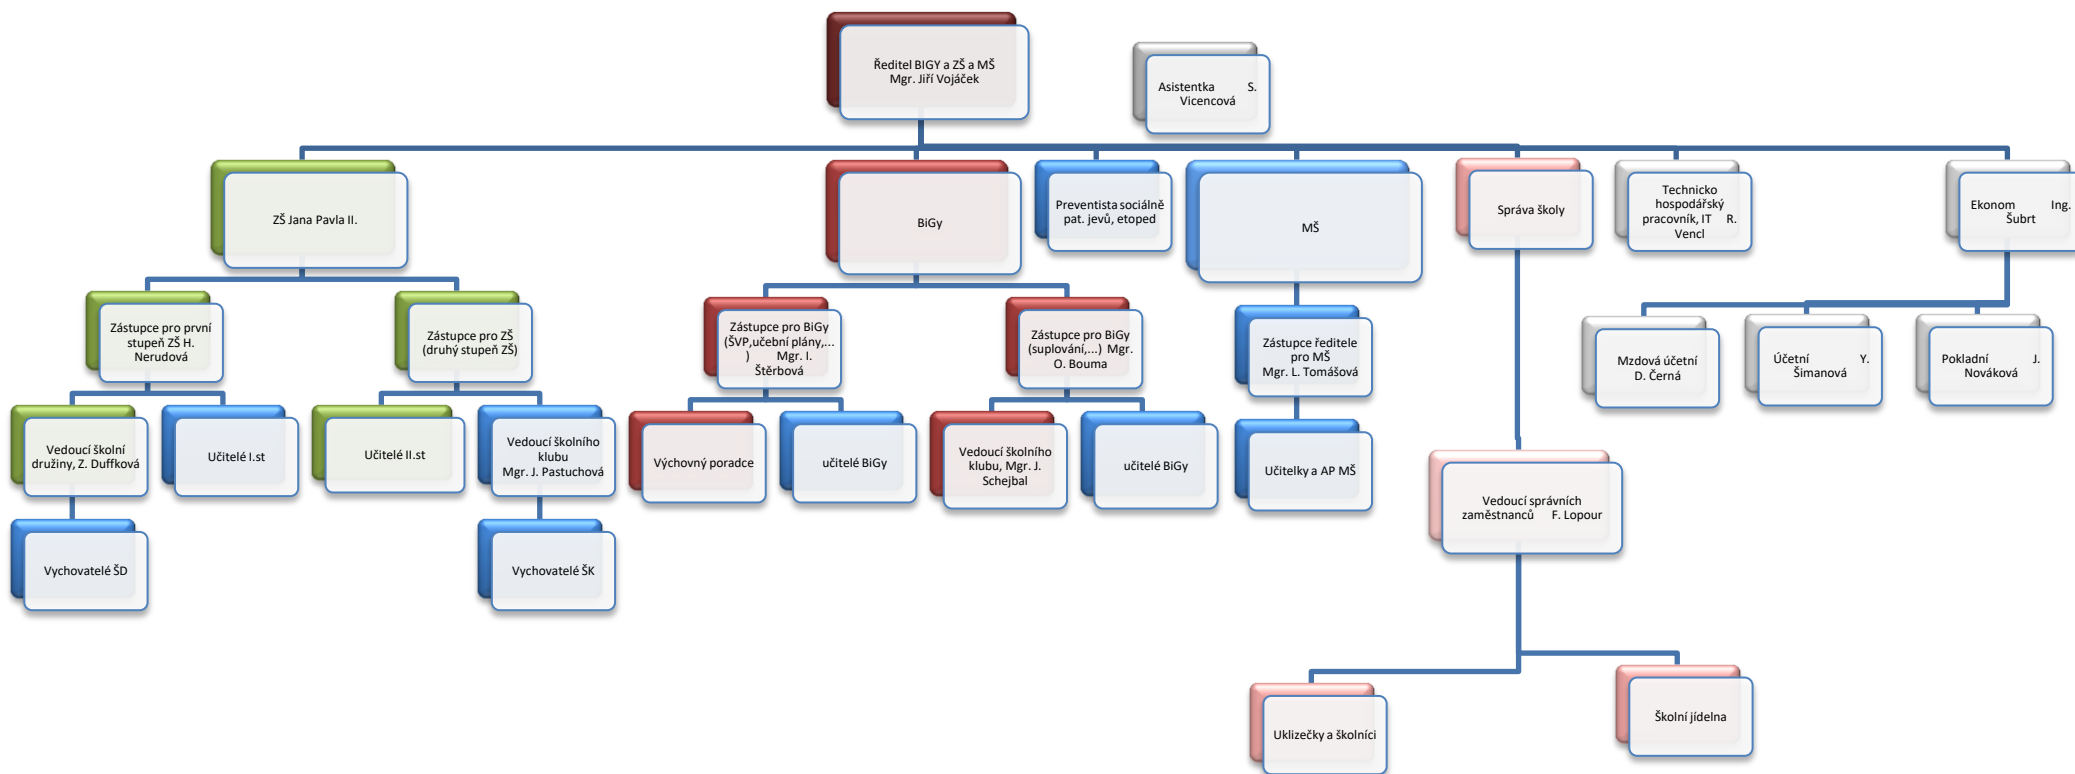 Ředitel BIGY a ZŠ a MŠ
Mgr. Jiří Vojáček
Asistentka S.
Vicencová
ZŠ Jana Pavla II.
BiGy
Preventista sociálně
pat. jevů, etoped
MŠ
Správa školy
Technicko
hospodářský
pracovník, IT R.
Vencl
Ekonom Ing.
Šubrt
Zástupce pro první
stupeň ZŠ H.
Nerudová
Zástupce pro ZŠ
(druhý stupeň ZŠ)
Zástupce pro BiGy
(ŠVP,učební plány,...
) Mgr. I.
Štěrbová
Zástupce pro BiGy
(suplování,...) Mgr.
O. Bouma
Zástupce ředitele
pro MŠ
Mgr. L. Tomášová
Mzdová účetní
D. Černá
Účetní Y.
Šimanová
Pokladní J.
Nováková
Vedoucí školní
družiny, Z. Duffková
Učitelé I.st
Učitelé II.st
Vedoucí školního
klubu
Mgr. J. Pastuchová
Výchovný poradce
učitelé BiGy
Vedoucí školního
klubu, Mgr. J.
Schejbal
učitelé BiGy
Učitelky a AP MŠ
Vedoucí správních
zaměstnanců F. Lopour
Vychovatelé ŠD
Vychovatelé ŠK
Uklizečky a školníci
Školní jídelna